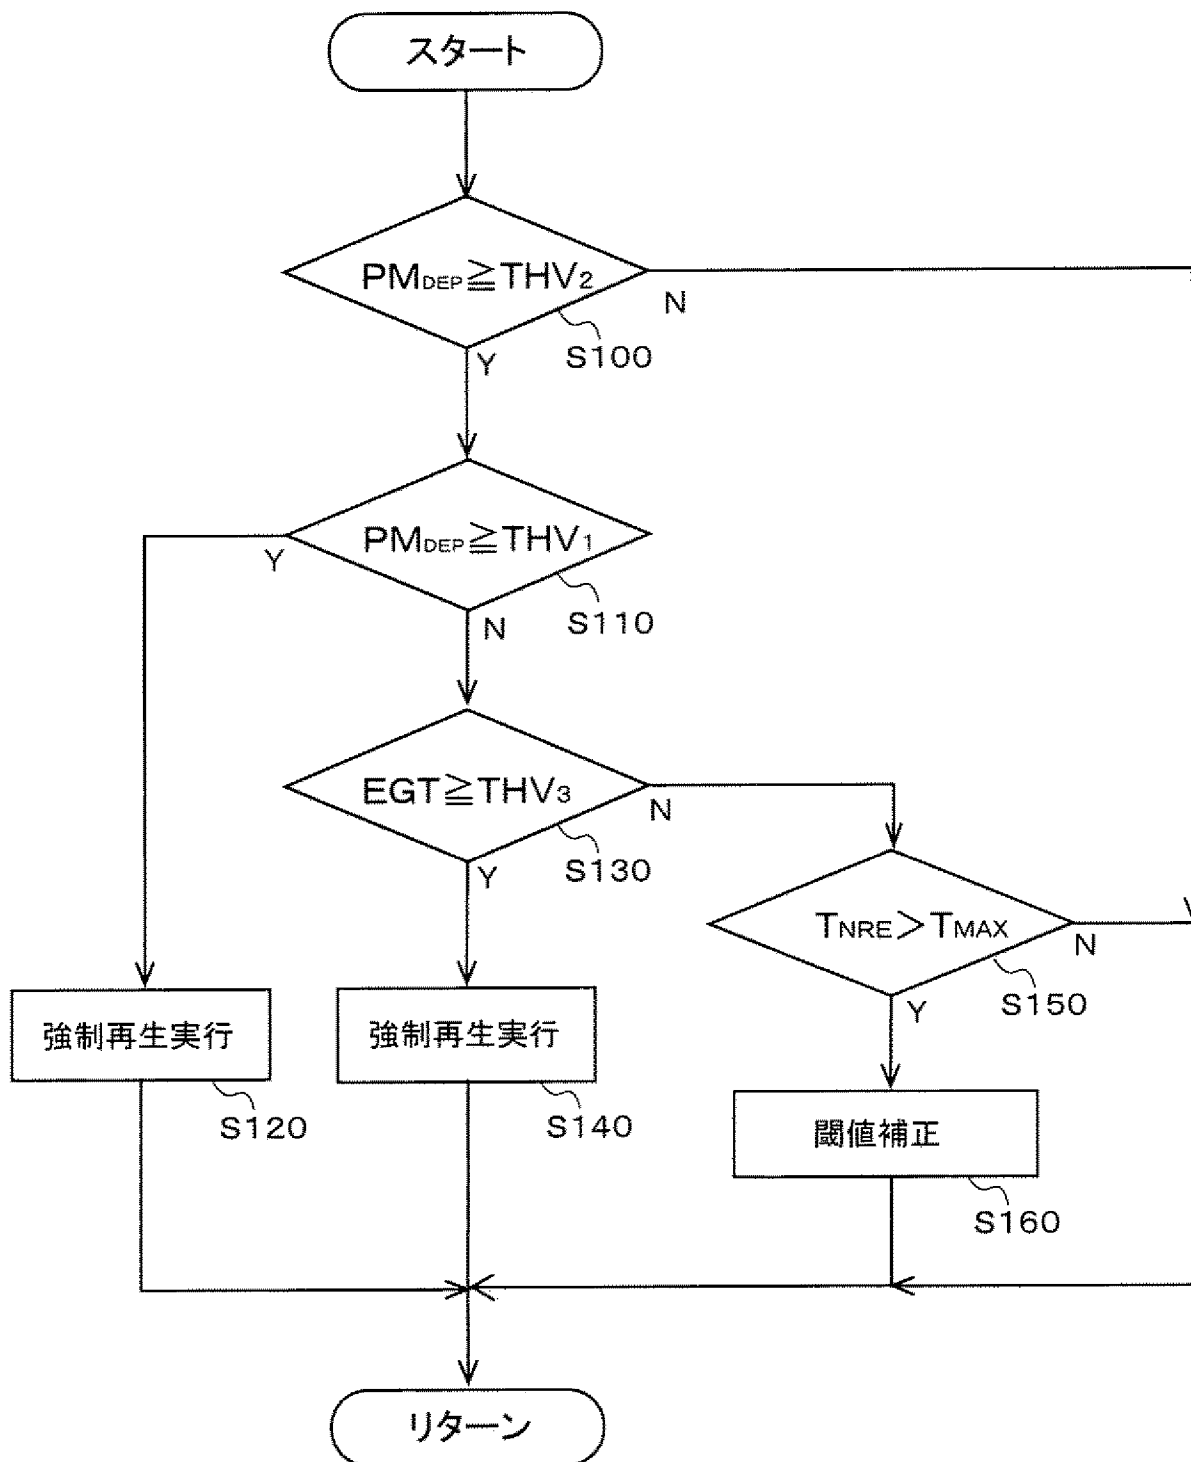 スタート
PMDEP≧THV2
N
S100
Y
PMDEP≧THV1
Y
S110
N
EGT≧THV3
N
S130
Y
TNRE>TMAX
N
S150
Y
強制再生実行
S120
強制再生実行
S140
閾値補正
S160
リターン